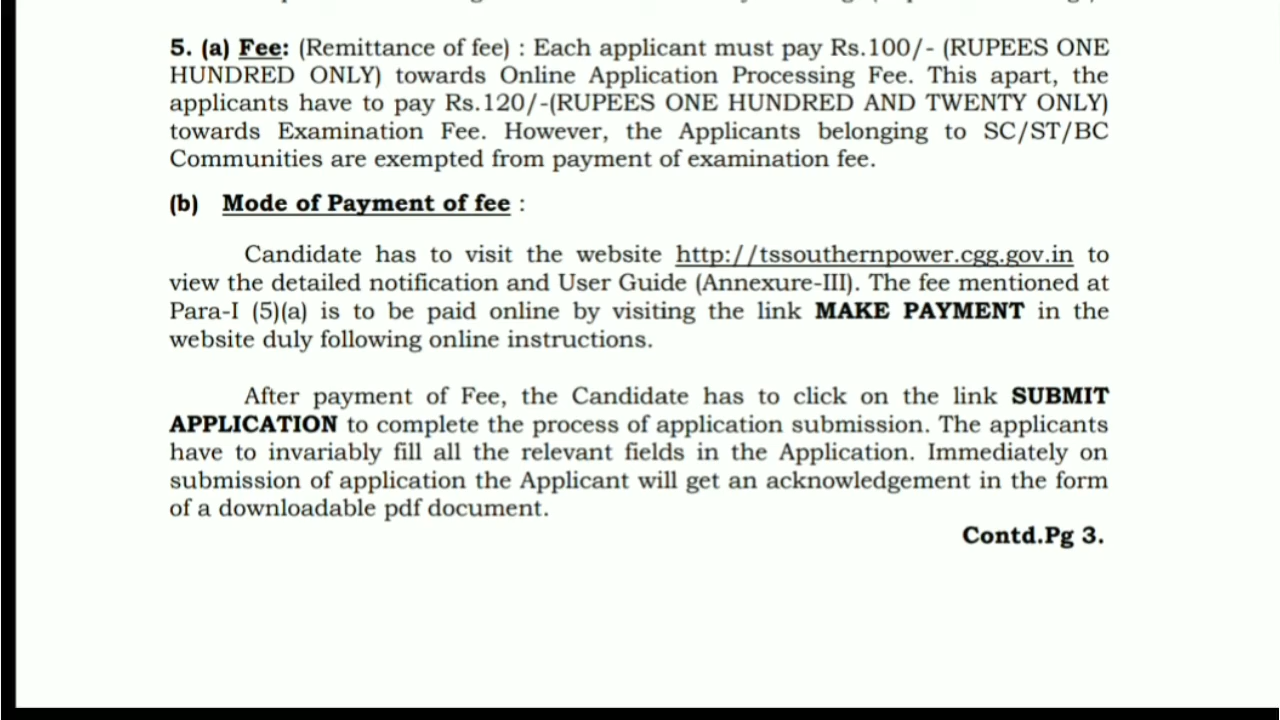 5. (a) Fee: (Remittance of fee) : Each applicant must pay Rs.100/- (RUPEES ONE
HUNDRED ONLY) towards Online Application Processing Fee. This apart, the
applicants have to pay Rs.120/-(RUPEES ONE HUNDRED AND TWENTY ONLY)
towards Examination Fee. However, the Applicants belonging to SC/ST/BC
Communities are exempted from payment of examination fee.
(b) Mode of Payment of fee :
Candidate has to visit the website http://tssouthernpower.cgg.gov.in to
view the detailed notification and User Guide (Annexure-III). The fee mentioned at
Para-I (5)(a) is to be paid online by visiting the link MAKE PAYMENT in the
website duly following online instructions.
After payment of Fee, the Candidate has to click on the link SUBMIT
APPLICATION to complete the process of application submission. The applicants
have to invariably fill all the relevant fields in the Application. Immediately on
submission of application the Applicant will get an acknowledgement in the form
of a downloadable pdf document.
Contd.Pg 3.